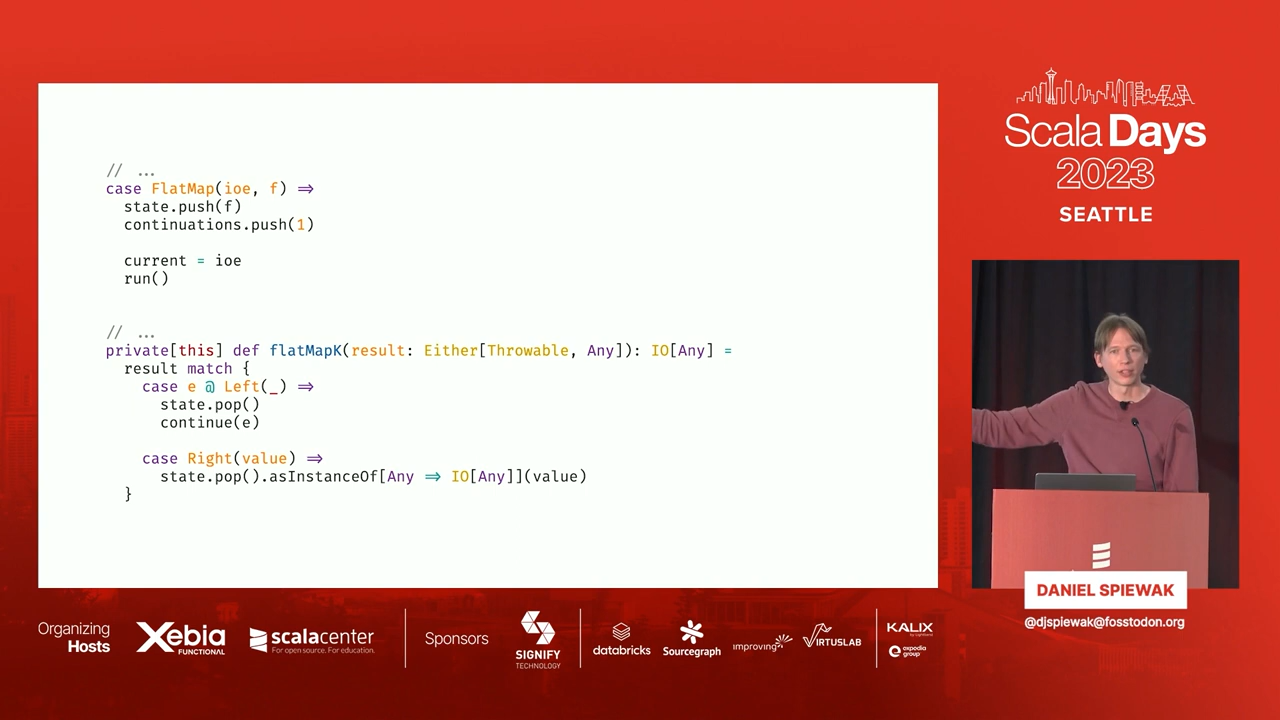 // ...
case FlatMap(ioe, f) ⇒
  state.push(f)
  continuations.push(1)

  current = ioe
  run()

// ...
private[this] def flatMapK(result: Either[Throwable, Any]): IO[Any] =
  result match {
    case e @ Left(_) ⇒
      state.pop()
      continue(e)

    case Right(value) ⇒
      state.pop().asInstanceOf[Any ⇒ IO[Any]](value)
  }
Scala Days
2023
SEATTLE
DANIEL SPIEWAK
@djspiewak@fosstodon.org
Organizing
Hosts
Xebia
FUNCTIONAL
scalacenter
For open source. For education.
Sponsors
SIGNIFY
TECHNOLOGY
databricks
Sourcegraph
improving
VIRTUSLAB
KALIX
expedia
group